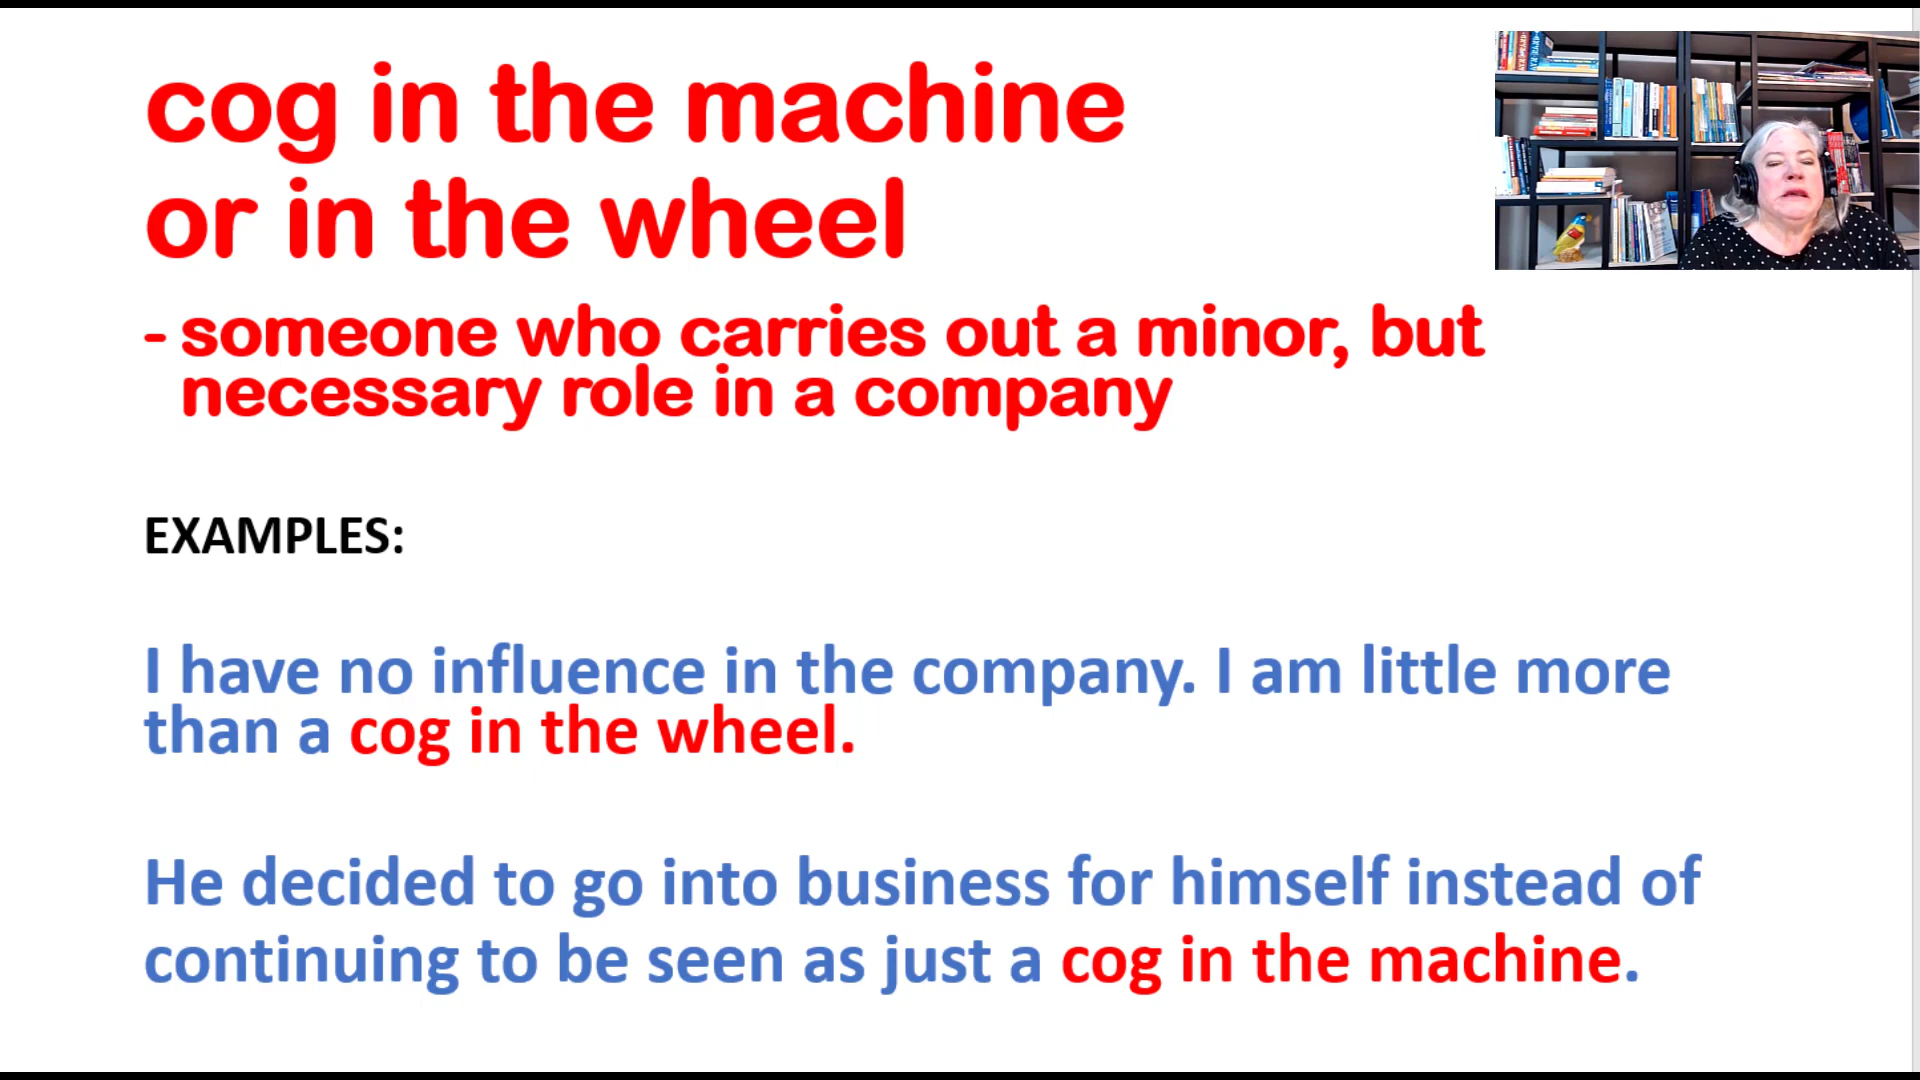 cog in the machine
or in the wheel
- someone who carries out a minor, but
necessary role in a company
EXAMPLES:
I have no influence in the company. I am little more
than a cog in the wheel.
He decided to go into business for himself instead of
continuing to be seen as just a cog in the machine.